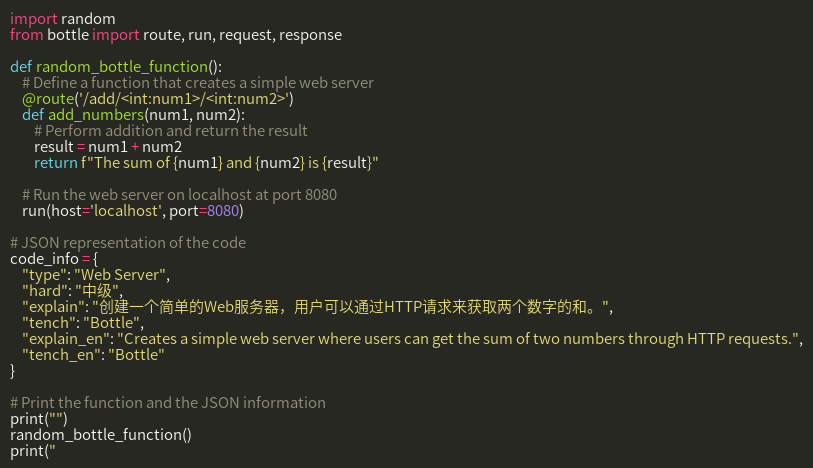 import random
from bottle import route, run, request, response

def random_bottle_function():
    # Define a function that creates a simple web server
    @route('/add/<int:num1>/<int:num2>')
    def add_numbers(num1, num2):
        # Perform addition and return the result
        result = num1 + num2
        return f"The sum of {num1} and {num2} is {result}"

    # Run the web server on localhost at port 8080
    run(host='localhost', port=8080)

# JSON representation of the code
code_info = {
    "type": "Web Server",
    "hard": "中级",
    "explain": "创建一个简单的Web服务器，用户可以通过HTTP请求来获取两个数字的和。",
    "tench": "Bottle",
    "explain_en": "Creates a simple web server where users can get the sum of two numbers through HTTP requests.",
    "tench_en": "Bottle"
}

# Print the function and the JSON information
print("")
random_bottle_function()
print("